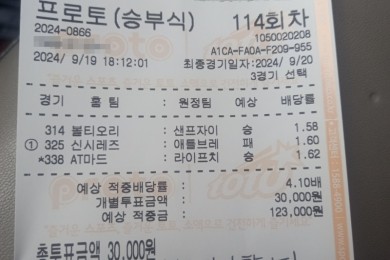 프로토(승부식) 114회차
2024-0866 1050020208
A1CA-FA0A-F209-955
2024/ 9/19 18:12:01 최종경기일자:2024/ 9/20
3경기 선택
경기 홈 팀 : 원정팀 예상 배당률
314 볼티오리 : 샌프자이 승 1.58
① 325 신시레즈 : 애틀브레 패 1.60
*338 AT마드 : 라이프치 승 1.62
예상 적중배당률 : 4.10배
개별투표금액 : 30,000원
예상 적중금 : 123,000원
총투표금액 30,000원